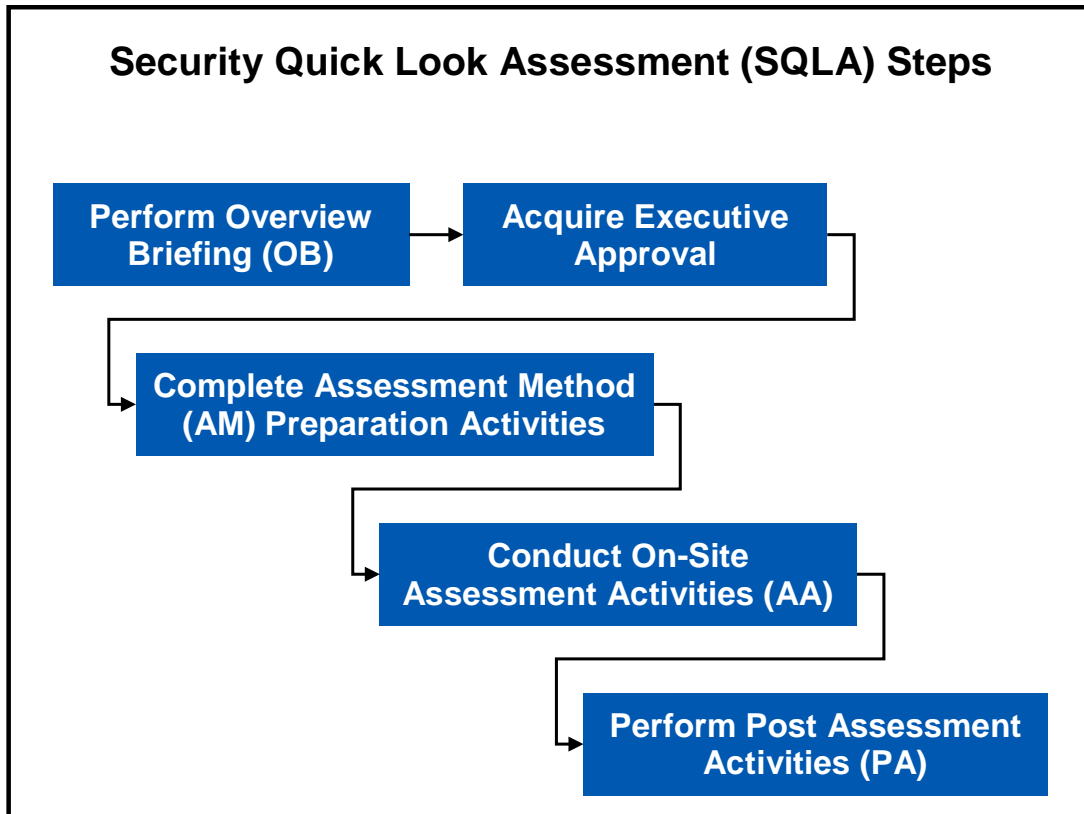 Security Quick Look Assessment (SQLA) Steps
Perform Overview
Briefing (OB)
Acquire Executive
Approval
Complete Assessment Method
(AM) Preparation Activities
Conduct On-Site
Assessment Activities (AA)
Perform Post Assessment
Activities (PA)